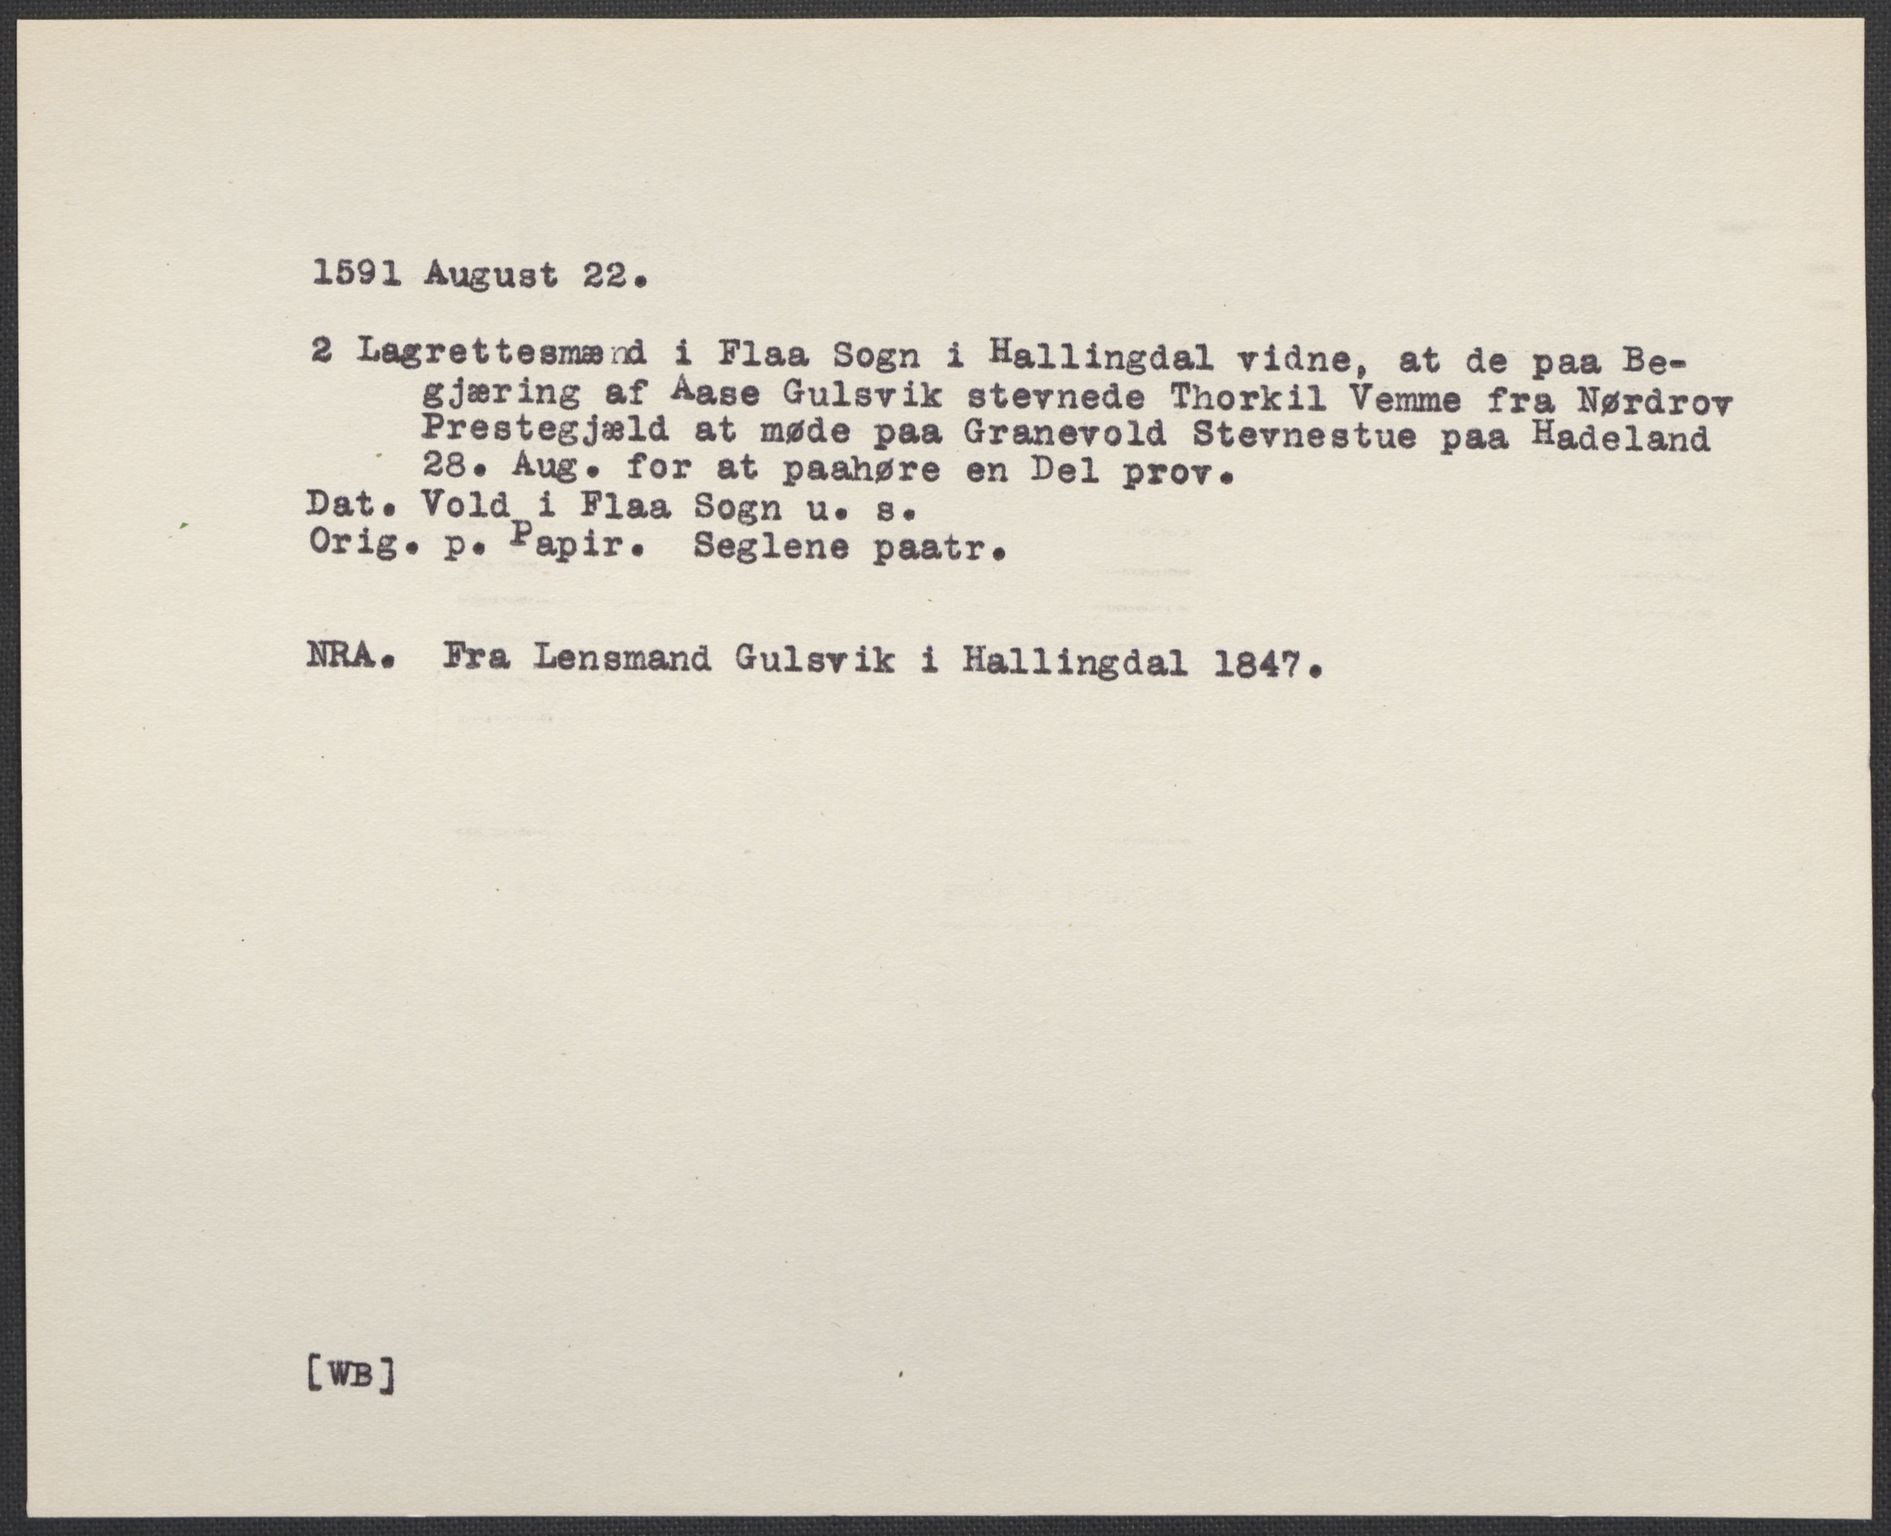 1591 August 22.
2 Lagrettesmænd i Flaa Sogn i Hallingdal vidne, at de paa Be-
gjæring af Aase Gulsvik stevnede Thorkil Vemme fra Nørdrov
Prestegjæld at møde paa Granevold Stevnestue paa Hadeland
28. Aug. for at paahøre en Del prov.
Dat. Vold i Flaa Sogn u. s.
Orig. p. Papir. Seglene paatr.
NRA. Fra Lensmand Gulsvik i Hallingdal 1847.
[WB]